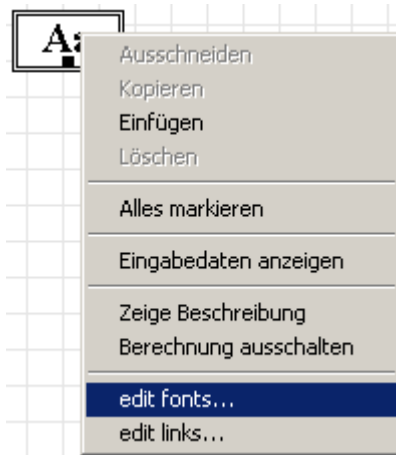 Aa
Ausschneiden
Kopieren
Einfügen
Löschen
Alles markieren
Eingabedaten anzeigen
Zeige Beschreibung
Berechnung ausschalten
edit fonts...
edit links...